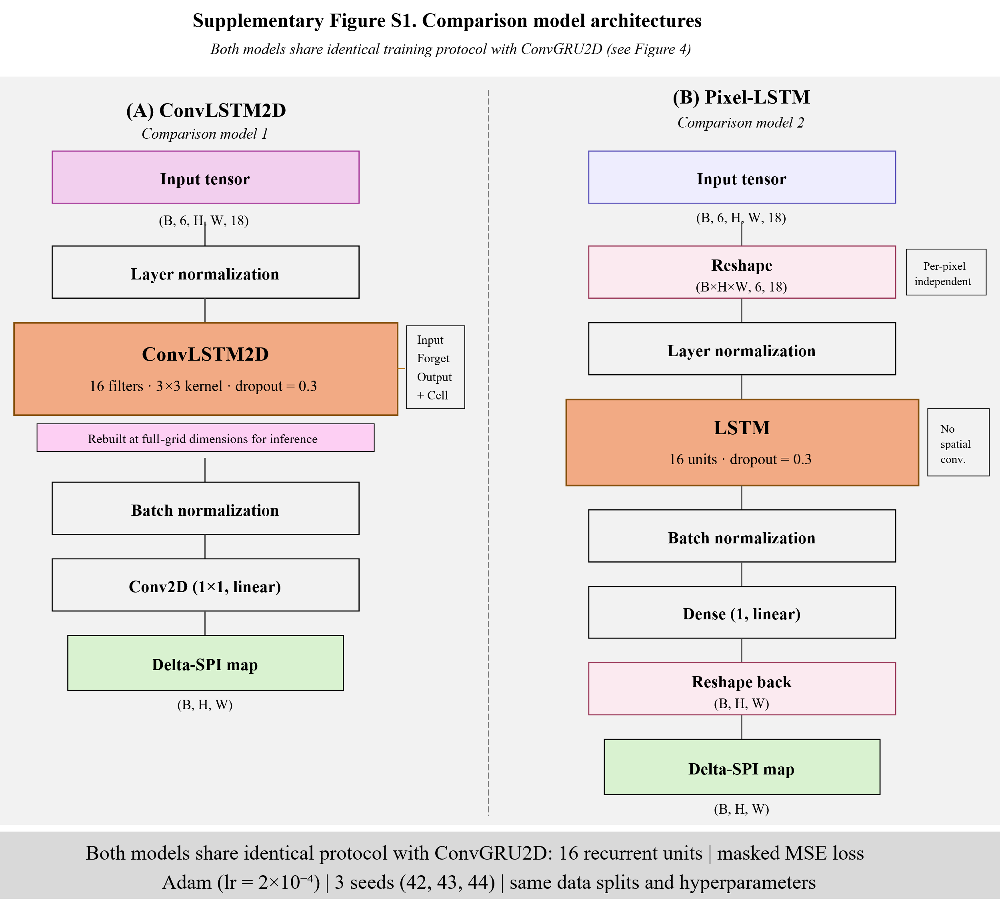 Supplementary Figure S1. Comparison model architectures
Both models share identical training protocol with ConvGRU2D (see Figure 4)
(A) ConvLSTM2D
Comparison model 1
Input tensor
(B, 6, H, W, 18)
Layer normalization
ConvLSTM2D
16 filters · 3×3 kernel · dropout = 0.3
Input
Forget
Output
+ Cell
Rebuilt at full-grid dimensions for inference
Batch normalization
Conv2D (1×1, linear)
Delta-SPI map
(B, H, W)
(B) Pixel-LSTM
Comparison model 2
Input tensor
(B, 6, H, W, 18)
Reshape
(B×H×W, 6, 18)
Per-pixel
independent
Layer normalization
LSTM
16 units · dropout = 0.3
No
spatial
conv.
Batch normalization
Dense (1, linear)
Reshape back
(B, H, W)
Delta-SPI map
(B, H, W)
Both models share identical protocol with ConvGRU2D: 16 recurrent units | masked MSE loss
Adam (lr = 2×10⁻⁴) | 3 seeds (42, 43, 44) | same data splits and hyperparameters